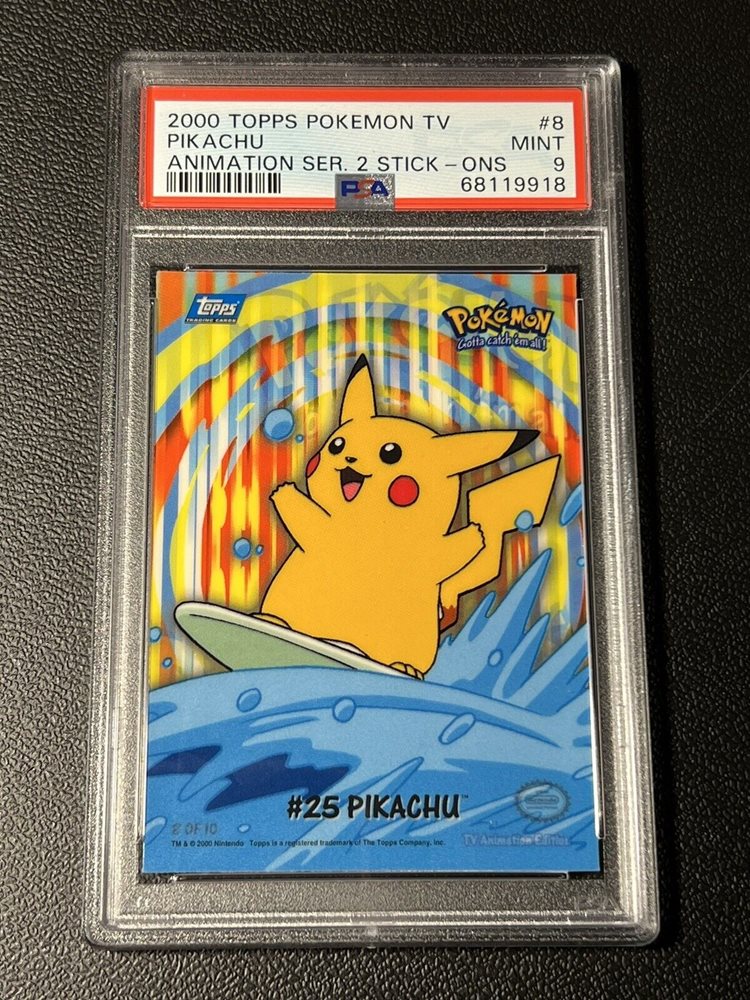 2000 TOPPS POKEMON TV #8
PIKACHU MINT
ANIMATION SER. 2 STICK-ONS 9
PSA 68119918
Topps
TRADING CARDS
POKéMON
Gotta catch 'em all!
#25 PIKACHU™
8 OF 10
TM & © 2000 Nintendo Topps is a registered trademark of The Topps Company, Inc.
TV Animation Edition